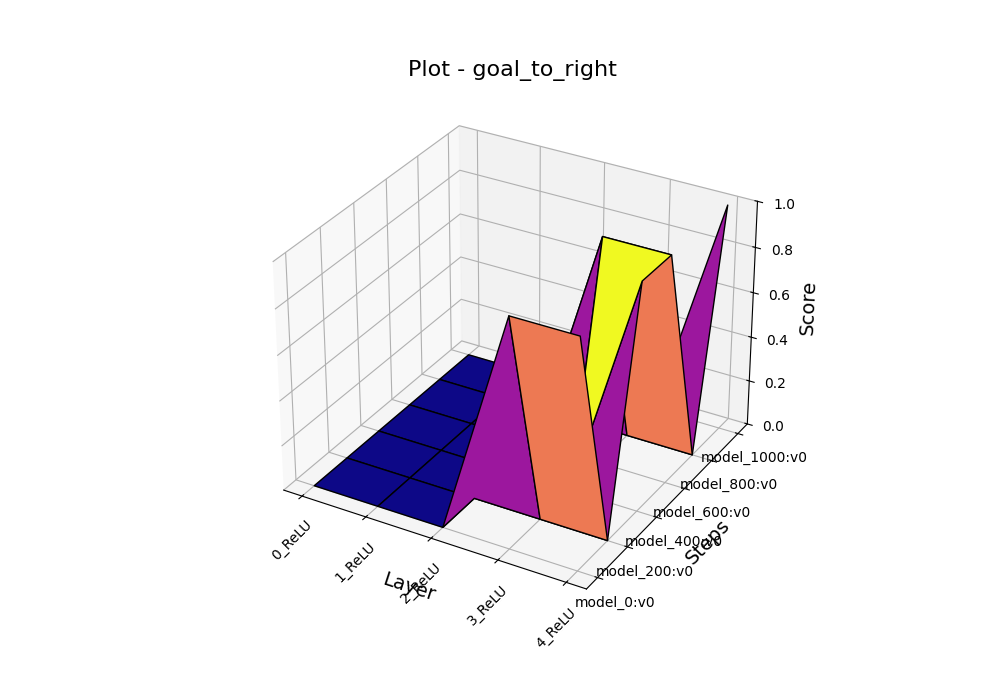 Plot - goal_to_right
1.0
0.8
0.6
0.4
0.2
0.0
Score
model_1000:v0
model_800:v0
model_600:v0
model_400:v0
model_200:v0
model_0:v0
Steps
0_ReLU
1_ReLU
2_ReLU
3_ReLU
4_ReLU
Layer